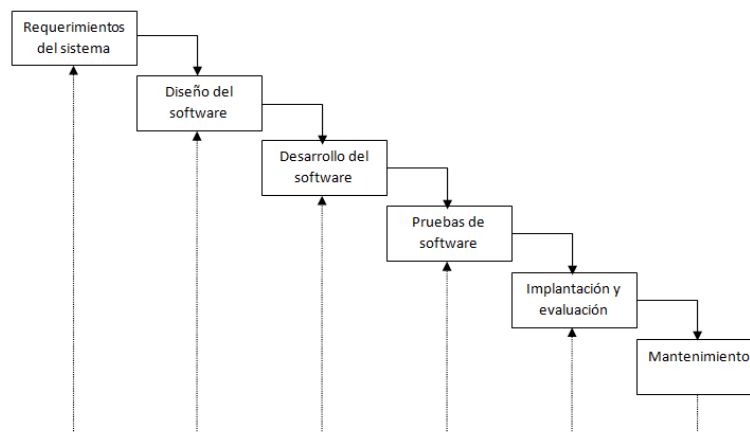 Requerimientos
del sistema
Diseño del
software
Desarrollo del
software
Pruebas de
software
Implantación y
evaluación
Mantenimiento